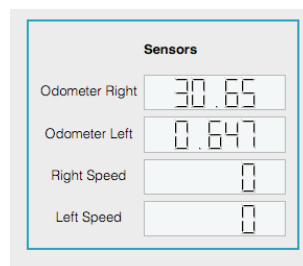 Sensors
Odometer Right 30.65
Odometer Left 0.647
Right Speed 0
Left Speed 0